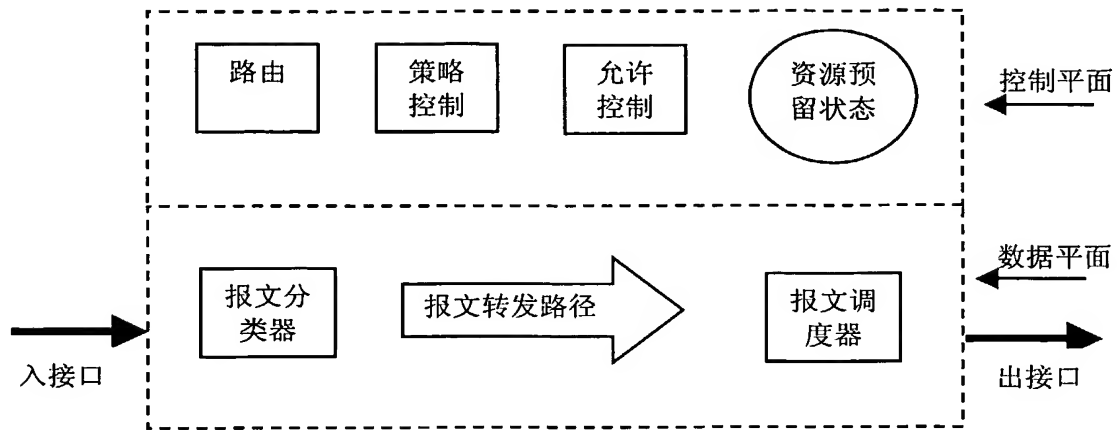 路由
策略
控制
允许
控制
资源预
留状态
控制平面
数据平面
报文分
类器
报文转发路径
报文调
度器
入接口
出接口